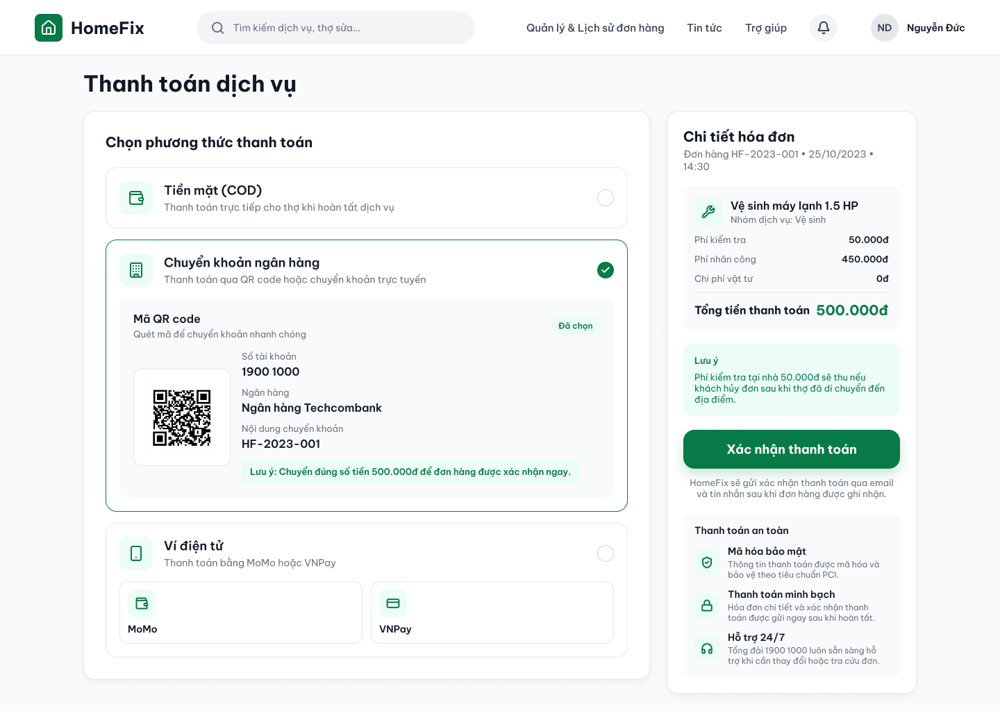 HomeFix
Tìm kiếm dịch vụ, thợ sửa...
Quản lý & Lịch sử đơn hàng
Tin tức
Trợ giúp
ND
Nguyễn Đức
Thanh toán dịch vụ
Chọn phương thức thanh toán
Tiền mặt (COD)
Thanh toán trực tiếp cho thợ khi hoàn tất dịch vụ
Chuyển khoản ngân hàng
Thanh toán qua QR code hoặc chuyển khoản trực tuyến
Mã QR code
Quét mã để chuyển khoản nhanh chóng
Đã chọn
Số tài khoản
1900 1000
Ngân hàng
Ngân hàng Techcombank
Nội dung chuyển khoản
HF-2023-001
Lưu ý: Chuyển đúng số tiền 500.000đ để đơn hàng được xác nhận ngay.
Ví điện tử
Thanh toán bằng MoMo hoặc VNPay
MoMo
VNPay
Chi tiết hóa đơn
Đơn hàng HF-2023-001 • 25/10/2023 •
14:30
Vệ sinh máy lạnh 1.5 HP
Nhóm dịch vụ: Vệ sinh
Phí kiểm tra 50.000đ
Phí nhân công 450.000đ
Chi phí vật tư 0đ
Tổng tiền thanh toán 500.000đ
Lưu ý
Phí kiểm tra tại nhà 50.000đ sẽ thu nếu
khách hủy đơn sau khi thợ đã di chuyển đến
địa điểm.
Xác nhận thanh toán
HomeFix sẽ gửi xác nhận thanh toán qua email
và tin nhắn sau khi đơn hàng được ghi nhận.
Thanh toán an toàn
Mã hóa bảo mật
Thông tin thanh toán được mã hóa và
bảo vệ theo tiêu chuẩn PCI.
Thanh toán minh bạch
Hóa đơn chi tiết và xác nhận thanh
toán được gửi ngay sau khi hoàn tất.
Hỗ trợ 24/7
Tổng đài 1900 1000 luôn sẵn sàng hỗ
trợ khi cần thay đổi hoặc tra cứu đơn.